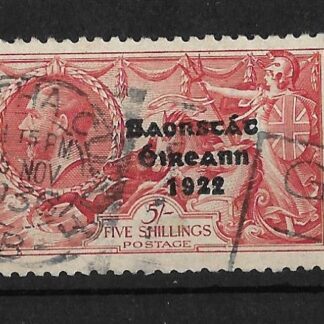 Saorstát
Éireann
1922
5/-
FIVE SHILLINGS
POSTAGE
NOV